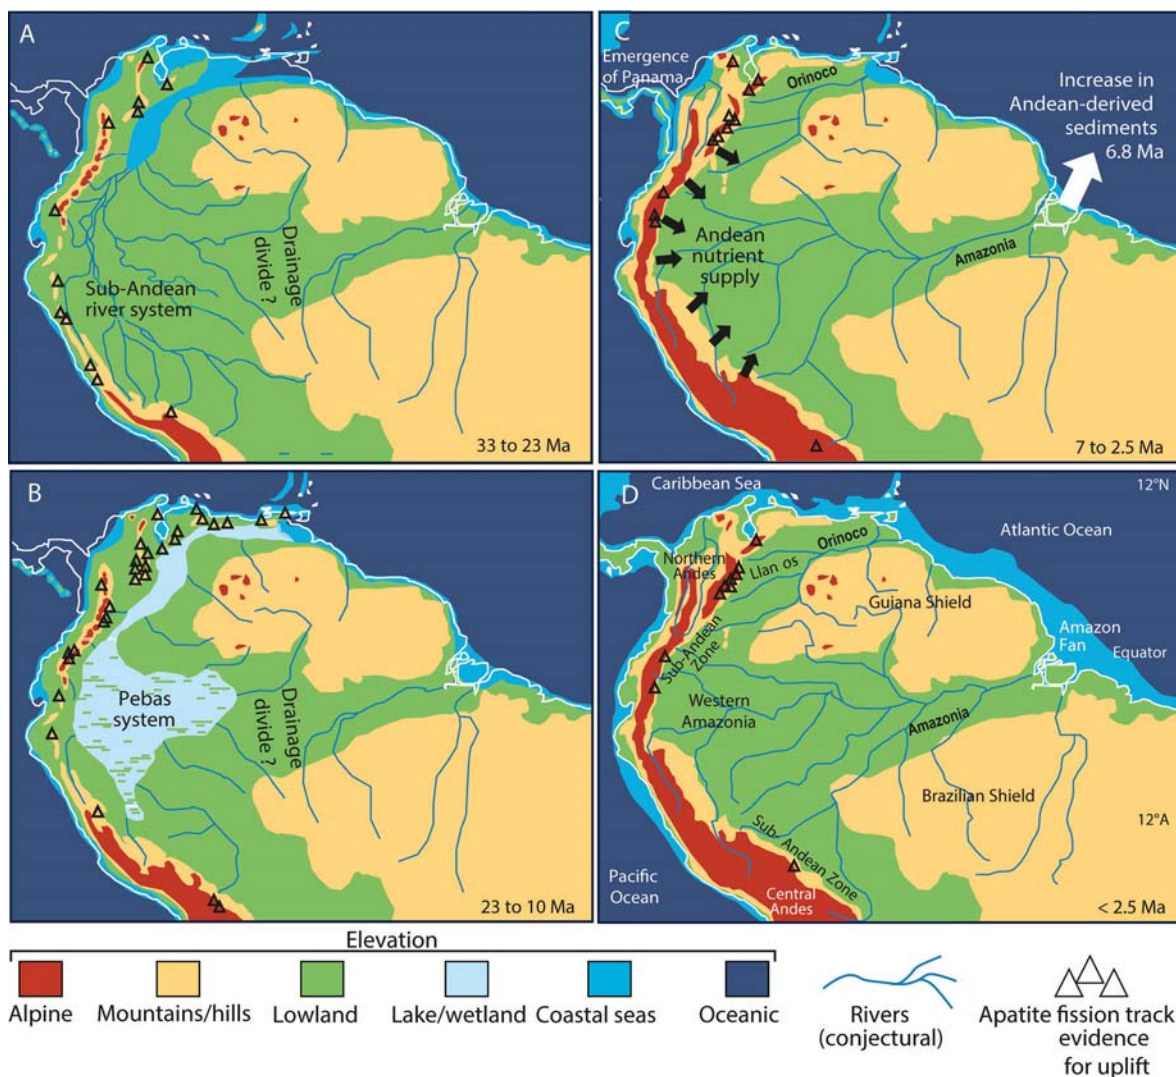 A
Sub-Andean
river system
Drainage
divide ?
33 to 23 Ma
B
Pebas
system
Drainage
divide ?
23 to 10 Ma
C
Emergence
of Panama
Orinoco
Increase in
Andean-derived
sediments
6.8 Ma
Andean
nutrient
supply
Amazonia
7 to 2.5 Ma
D
Caribbean Sea
12°N
Atlantic Ocean
Northern
Andes
Llan os
Orinoco
Guiana Shield
Amazon
Fan
Equator
Sub-Andean
Zone
Western
Amazonia
Amazonia
Brazilian Shield
12°A
Sub- Andean Zone
Pacific
Ocean
Central
Andes
< 2.5 Ma
Elevation
Alpine
Mountains/hills
Lowland
Lake/wetland
Coastal seas
Oceanic
Rivers
(conjectural)
Apatite fission track
evidence
for uplift